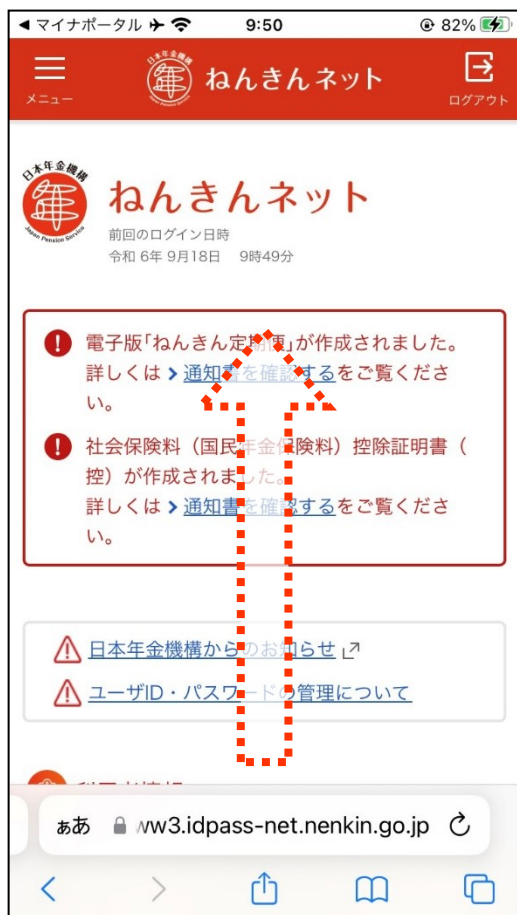 ◀ マイナポータル 9:50 82%
メニュー ねんきんネット ログアウト
日本年金機構
Japan Pension Service
ねんきんネット
前回のログイン日時
令和 6年 9月18日 9時49分
電子版「ねんきん定期便」が作成されました。
詳しくは > 通知書を確認するをご覧くださ
い。
社会保険料（国民年金保険料）控除証明書（
控）が作成されました。
詳しくは > 通知書を確認するをご覧くださ
い。
日本年金機構からのお知らせ
ユーザID・パスワードの管理について
ぁあ ww3.idpass-net.nenkin.go.jp